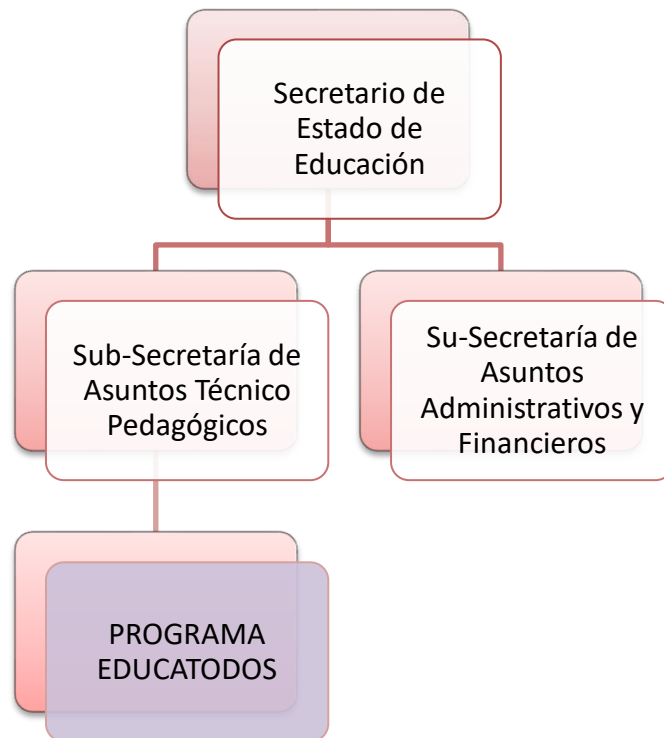 Secretario de
Estado de
Educación
Sub-Secretaría de
Asuntos Técnico
Pedagógicos
Su-Secretaría de
Asuntos
Administrativos y
Financieros
PROGRAMA
EDUCATODOS